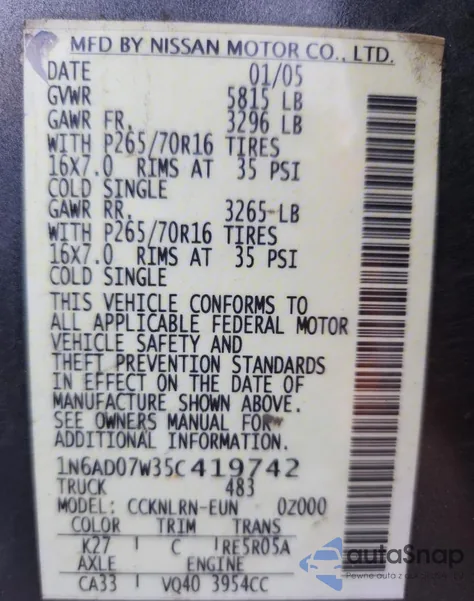 MFD BY NISSAN MOTOR CO., LTD.
DATE 01/05
GVWR 5815 LB
GAWR FR. 3296 LB
WITH P265/70R16 TIRES
16X7.0 RIMS AT 35 PSI
COLD SINGLE
GAWR RR. 3265 LB
WITH P265/70R16 TIRES
16X7.0 RIMS AT 35 PSI
COLD SINGLE
THIS VEHICLE CONFORMS TO
ALL APPLICABLE FEDERAL MOTOR
VEHICLE SAFETY AND
THEFT PREVENTION STANDARDS
IN EFFECT ON THE DATE OF
MANUFACTURE SHOWN ABOVE.
SEE OWNERS MANUAL FOR
ADDITIONAL INFORMATION
1N6AD07W35C419742
TRUCK 483
MODEL: CCKNLRN-EUN 0Z000
COLOR TRIM TRANS
K27 C RE5R05A
AXLE ENGINE
CA33 VQ40 3954CC
autoSnap
Pewne auta z aukcji